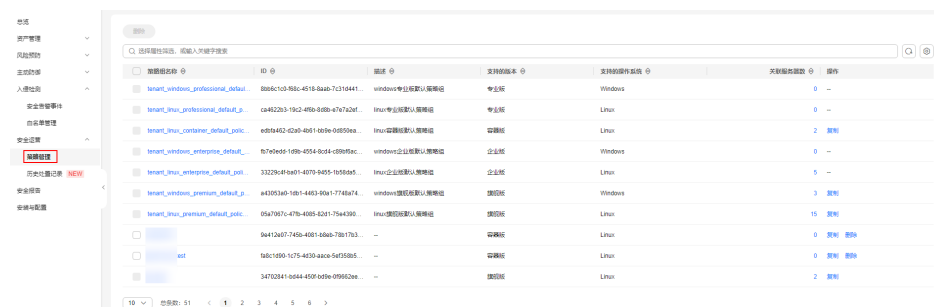 总览
资产管理
风险预防
主动防御
入侵检测
安全告警事件
白名单管理
安全运营
策略管理
历史处置记录 NEW
安全报告
安装与配置
删除
选择属性筛选，或输入关键字搜索
策略组名称 ID 描述 支持的版本 支持的操作系统 关联服务器数 操作
tenant_windows_professional_defaul... 8bb6c1c0-f68c-4518-8aab-7c31d441... windows专业版默认策略组 专业版 Windows 0 --
tenant_linux_professional_default_p... ca4622b3-19c2-4f6b-8d8b-e7e7a2ef... linux专业版默认策略组 专业版 Linux 0 --
tenant_linux_container_default_polic... edbfa462-d2a0-4b61-bb9e-0d850ea... linux容器版默认策略组 容器版 Linux 2 复制
tenant_windows_enterprise_default_... fb7e0edd-1d9b-4554-8cd4-c89bf6ac... windows企业版默认策略组 企业版 Windows 0 --
tenant_linux_enterprise_default_poli... 33229c4f-ba01-4070-9455-1b58da5... linux企业版默认策略组 企业版 Linux 5 --
tenant_windows_premium_default_p... a43053a0-1db1-4463-90a1-7748a74... windows旗舰版默认策略组 旗舰版 Windows 3 复制
tenant_linux_premium_default_polic... 05a7067c-47fb-4085-82d1-75e4390... linux旗舰版默认策略组 旗舰版 Linux 15 复制
9e412e07-745b-4081-b8eb-78b17b3... -- 容器版 Linux 0 复制 删除
est fa8c1d90-1c75-4d30-aace-5ef358b5... -- 容器版 Linux 0 复制 删除
34702841-bd44-450f-bd9e-0f9662ee... -- 旗舰版 Linux 2 复制
10 总条数: 51 < 1 2 3 4 5 6 >